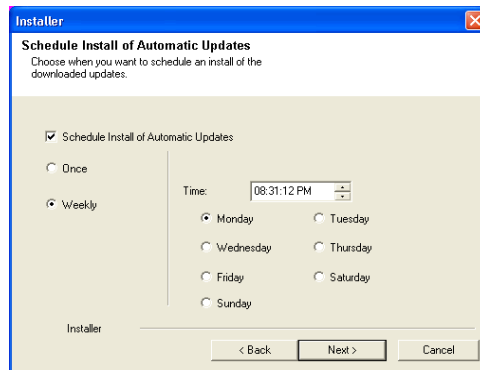 Installer
Schedule Install of Automatic Updates
Choose when you want to schedule an install of the
downloaded updates.
Schedule Install of Automatic Updates
Once
Weekly
Time: 08:31:12 PM
Monday Tuesday
Wednesday Thursday
Friday Saturday
Sunday
Installer
< Back Next > Cancel